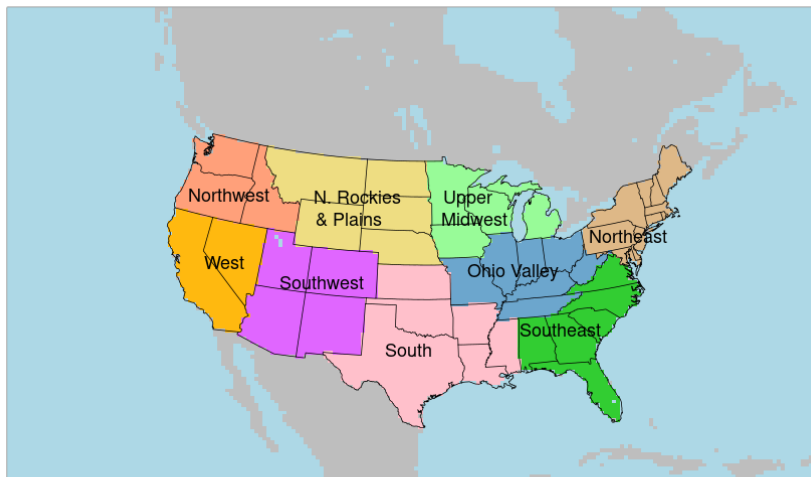 Northwest
N. Rockies
& Plains
Upper
Midwest
Northeast
West
Southwest
Ohio Valley
South
Southeast